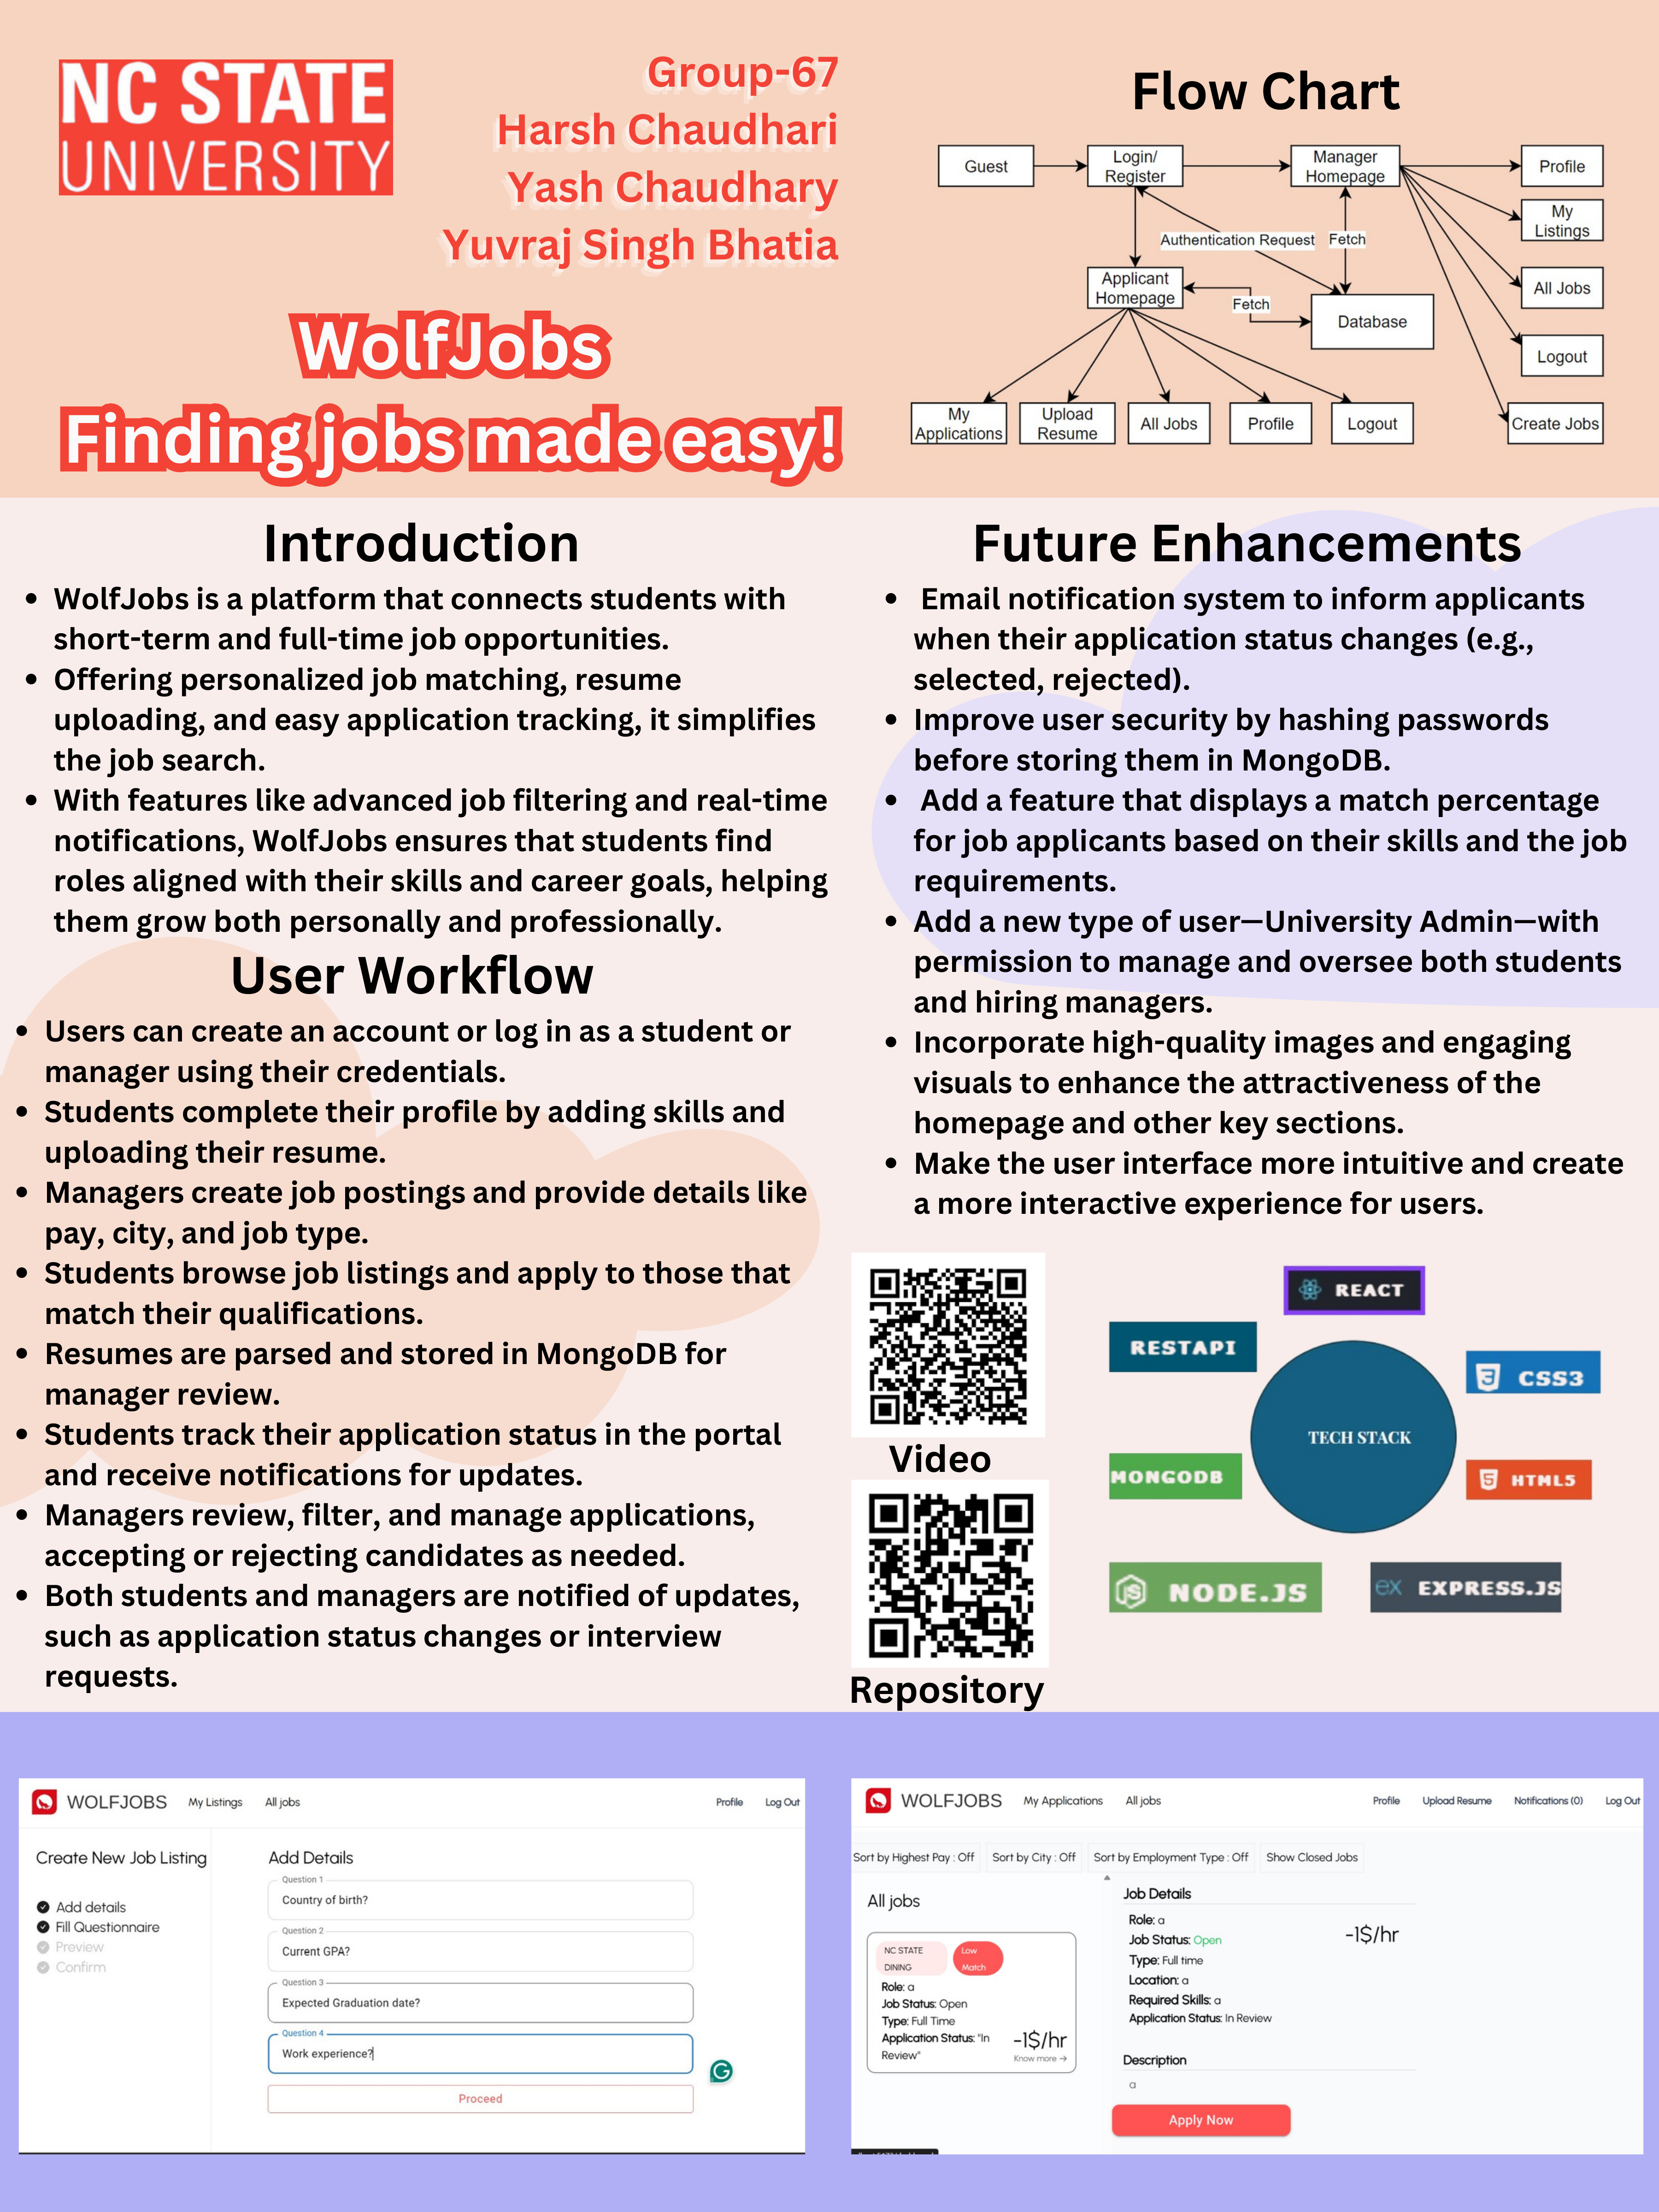 NC STATE
UNIVERSITY
Group-67
Harsh Chaudhari
Yash Chaudhary
Yuvraj Singh Bhatia
WolfJobs
Finding jobs made easy!
Flow Chart
Guest
Login/
Register
Manager
Homepage
Profile
My
Listings
Authentication Request
Fetch
Applicant
Homepage
All Jobs
Fetch
Database
Logout
My
Applications
Upload
Resume
All Jobs
Profile
Logout
Create Jobs
Introduction
• WolfJobs is a platform that connects students with
short-term and full-time job opportunities.
• Offering personalized job matching, resume
uploading, and easy application tracking, it simplifies
the job search.
• With features like advanced job filtering and real-time
notifications, WolfJobs ensures that students find
roles aligned with their skills and career goals, helping
them grow both personally and professionally.
User Workflow
• Users can create an account or log in as a student or
manager using their credentials.
• Students complete their profile by adding skills and
uploading their resume.
• Managers create job postings and provide details like
pay, city, and job type.
• Students browse job listings and apply to those that
match their qualifications.
• Resumes are parsed and stored in MongoDB for
manager review.
• Students track their application status in the portal
and receive notifications for updates.
• Managers review, filter, and manage applications,
accepting or rejecting candidates as needed.
• Both students and managers are notified of updates,
such as application status changes or interview
requests.
Future Enhancements
• Email notification system to inform applicants
when their application status changes (e.g.,
selected, rejected).
• Improve user security by hashing passwords
before storing them in MongoDB.
• Add a feature that displays a match percentage
for job applicants based on their skills and the job
requirements.
• Add a new type of user—University Admin—with
permission to manage and oversee both students
and hiring managers.
• Incorporate high-quality images and engaging
visuals to enhance the attractiveness of the
homepage and other key sections.
• Make the user interface more intuitive and create
a more interactive experience for users.
Video
Repository
REACT
RESTAPI
CSS3
TECH STACK
MONGODB
HTML5
NODE.JS
ex EXPRESS.JS
WOLFJOBS My Listings All jobs Profile Log Out
Create New Job Listing
Add details
Fill Questionnaire
Preview
Confirm
Add Details
Question 1
Country of birth?
Question 2
Current GPA?
Question 3
Expected Graduation date?
Question 4
Work experience?
Proceed
WOLFJOBS My Applications All jobs Profile Upload Resume Notifications (0) Log Out
Sort by Highest Pay : Off Sort by City : Off Sort by Employment Type : Off Show Closed Jobs
All jobs
NC STATE
DINING
Low
Match
Role: a
Job Status: Open
Type: Full Time
Application Status: "In
Review"
-1$/hr
Know more →
Job Details
Role: a
Job Status: Open
Type: Full time
Location: a
Required Skills: a
Application Status: In Review
-1$/hr
Description
a
Apply Now